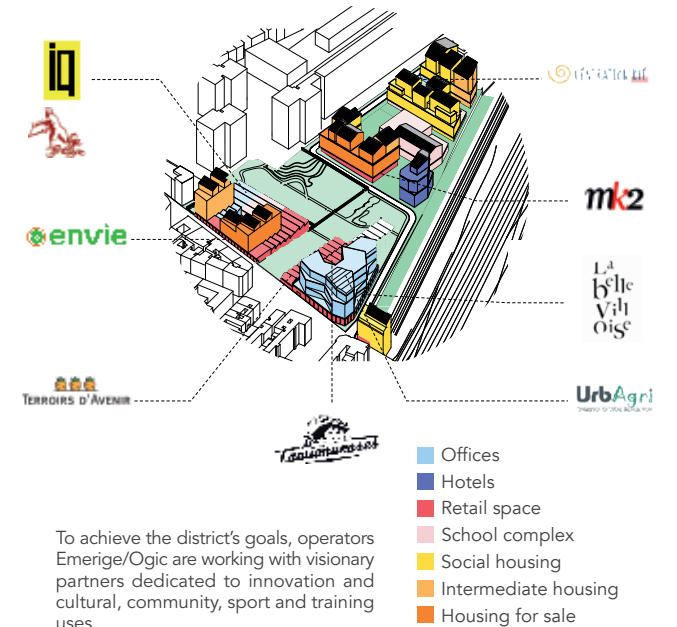 iq
envie
TERROIRS D'AVENIR
mk2
La
belle
Vill
oise
UrbAgri
Offices
Hotels
Retail space
School complex
Social housing
Intermediate housing
Housing for sale
To achieve the district's goals, operators
Emerige/Ogic are working with visionary
partners dedicated to innovation and
cultural, community, sport and training
uses.